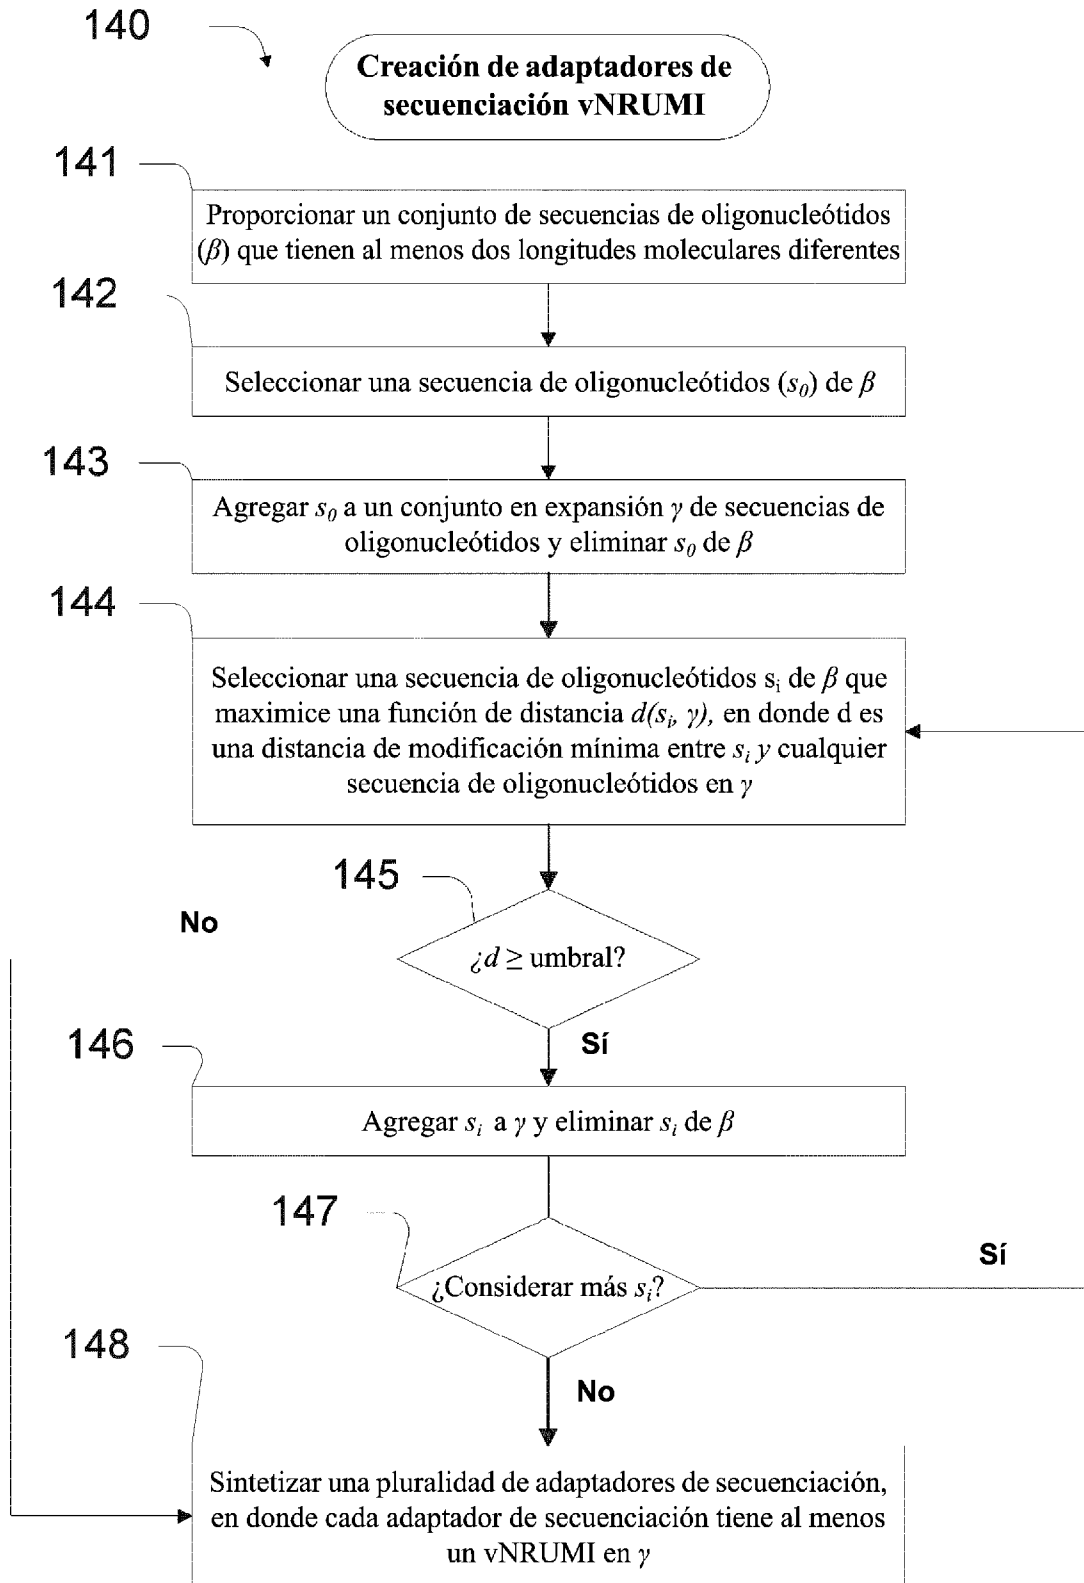 140
Creación de adaptadores de
secuenciación vNRUMI
141
Proporcionar un conjunto de secuencias de oligonucleótidos
(β) que tienen al menos dos longitudes moleculares diferentes
142
Seleccionar una secuencia de oligonucleótidos (s₀) de β
143
Agregar s₀ a un conjunto en expansión γ de secuencias de
oligonucleótidos y eliminar s₀ de β
144
Seleccionar una secuencia de oligonucleótidos sᵢ de β que
maximice una función de distancia d(sᵢ, γ), en donde d es
una distancia de modificación mínima entre sᵢ y cualquier
secuencia de oligonucleótidos en γ
145
No
¿d ≥ umbral?
Sí
146
Agregar sᵢ a γ y eliminar sᵢ de β
147
¿Considerar más sᵢ?
Sí
148
No
Sintetizar una pluralidad de adaptadores de secuenciación,
en donde cada adaptador de secuenciación tiene al menos
un vNRUMI en γ